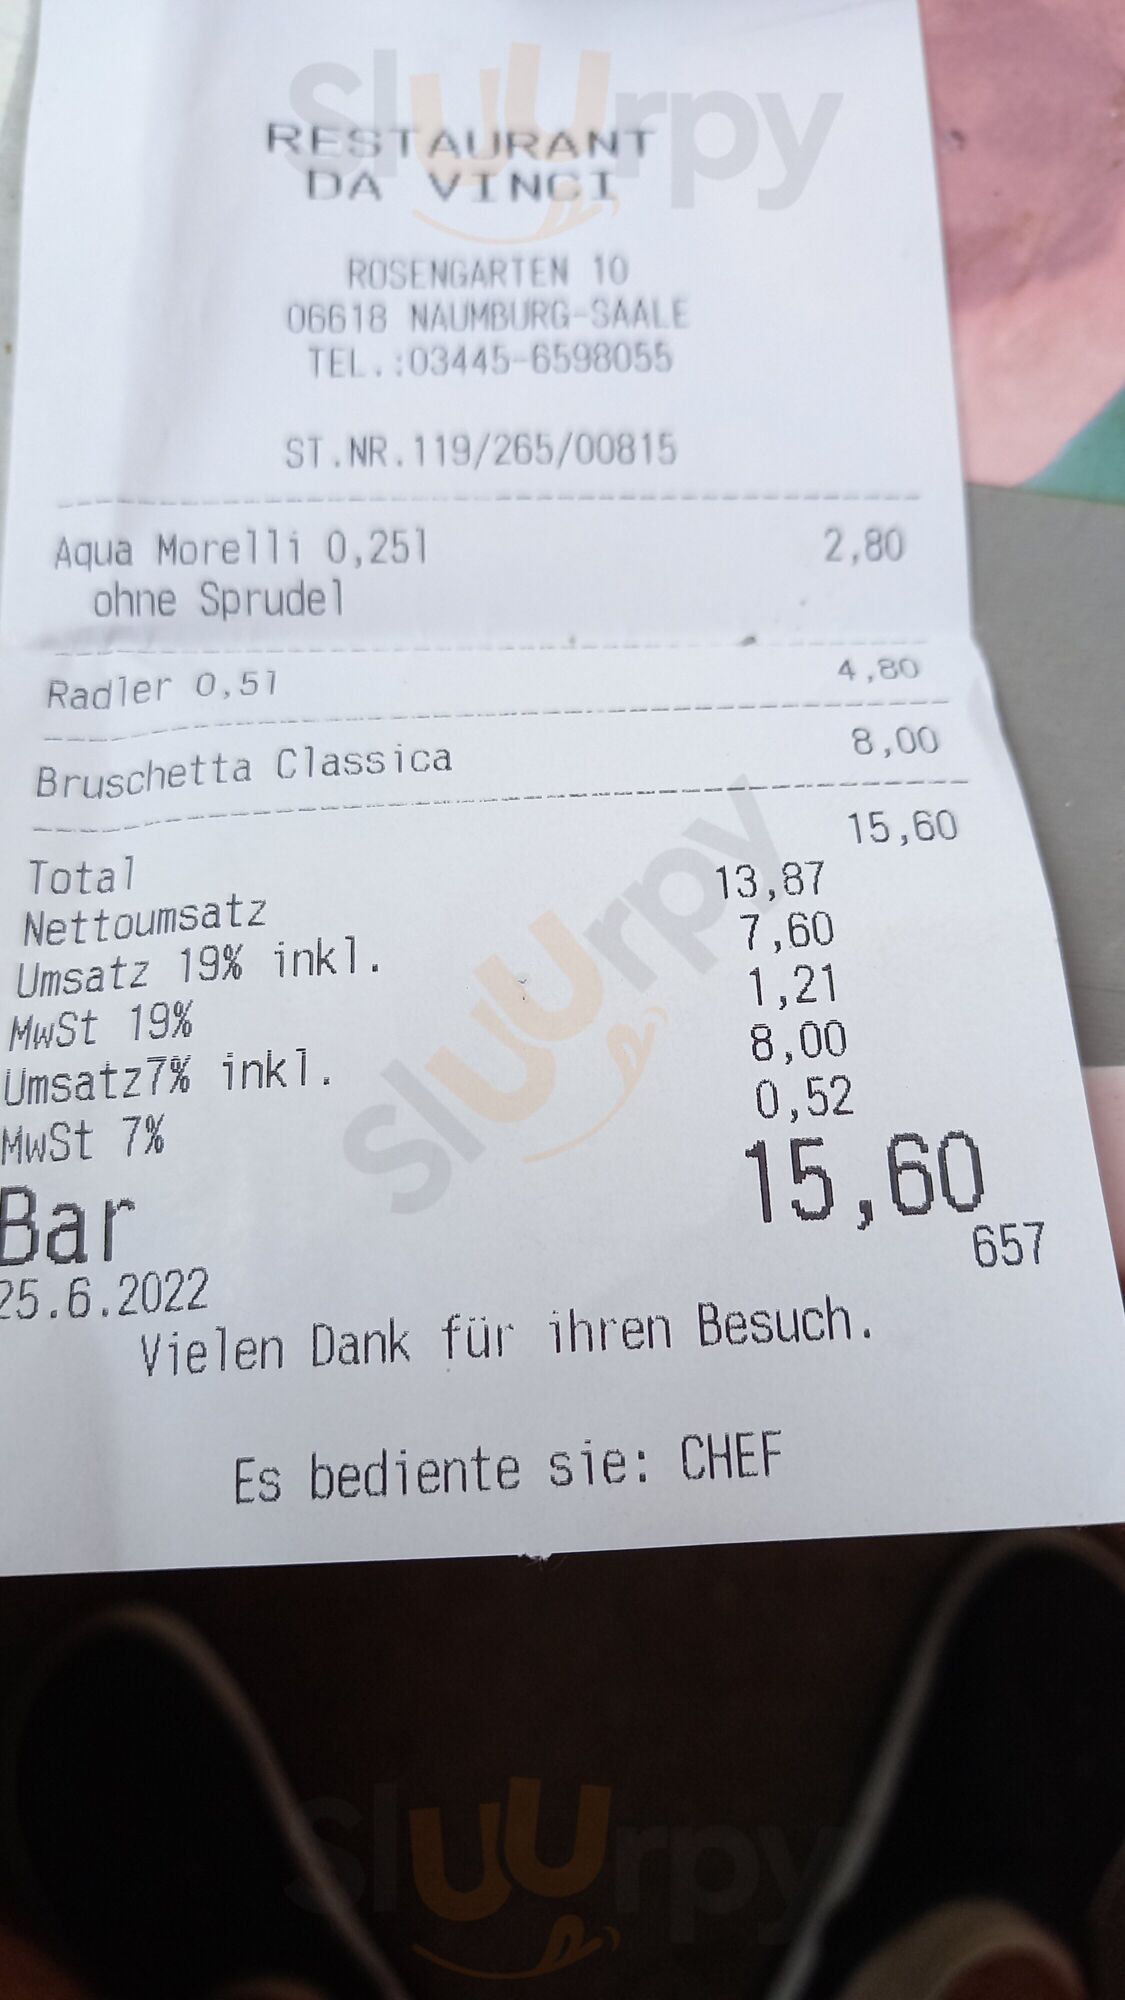 sluurpy
RESTAURANT
DA VINCI
ROSENGARTEN 10
06618 NAUMBURG-SAALE
TEL.:03445-6598055
ST.NR.119/265/00815
Aqua Morelli 0,25l 2,80
ohne Sprudel
Radler 0,5l 4,80
Bruschetta Classica 8,00
Total 15,60
Nettoumsatz 13,87
Umsatz 19% inkl. 7,60
MwSt 19% 1,21
Umsatz7% inkl. 8,00
MwSt 7% 0,52
Bar 15,60
25.6.2022 657
Vielen Dank für ihren Besuch.
Es bediente sie: CHEF
sluurpy
sluurpy